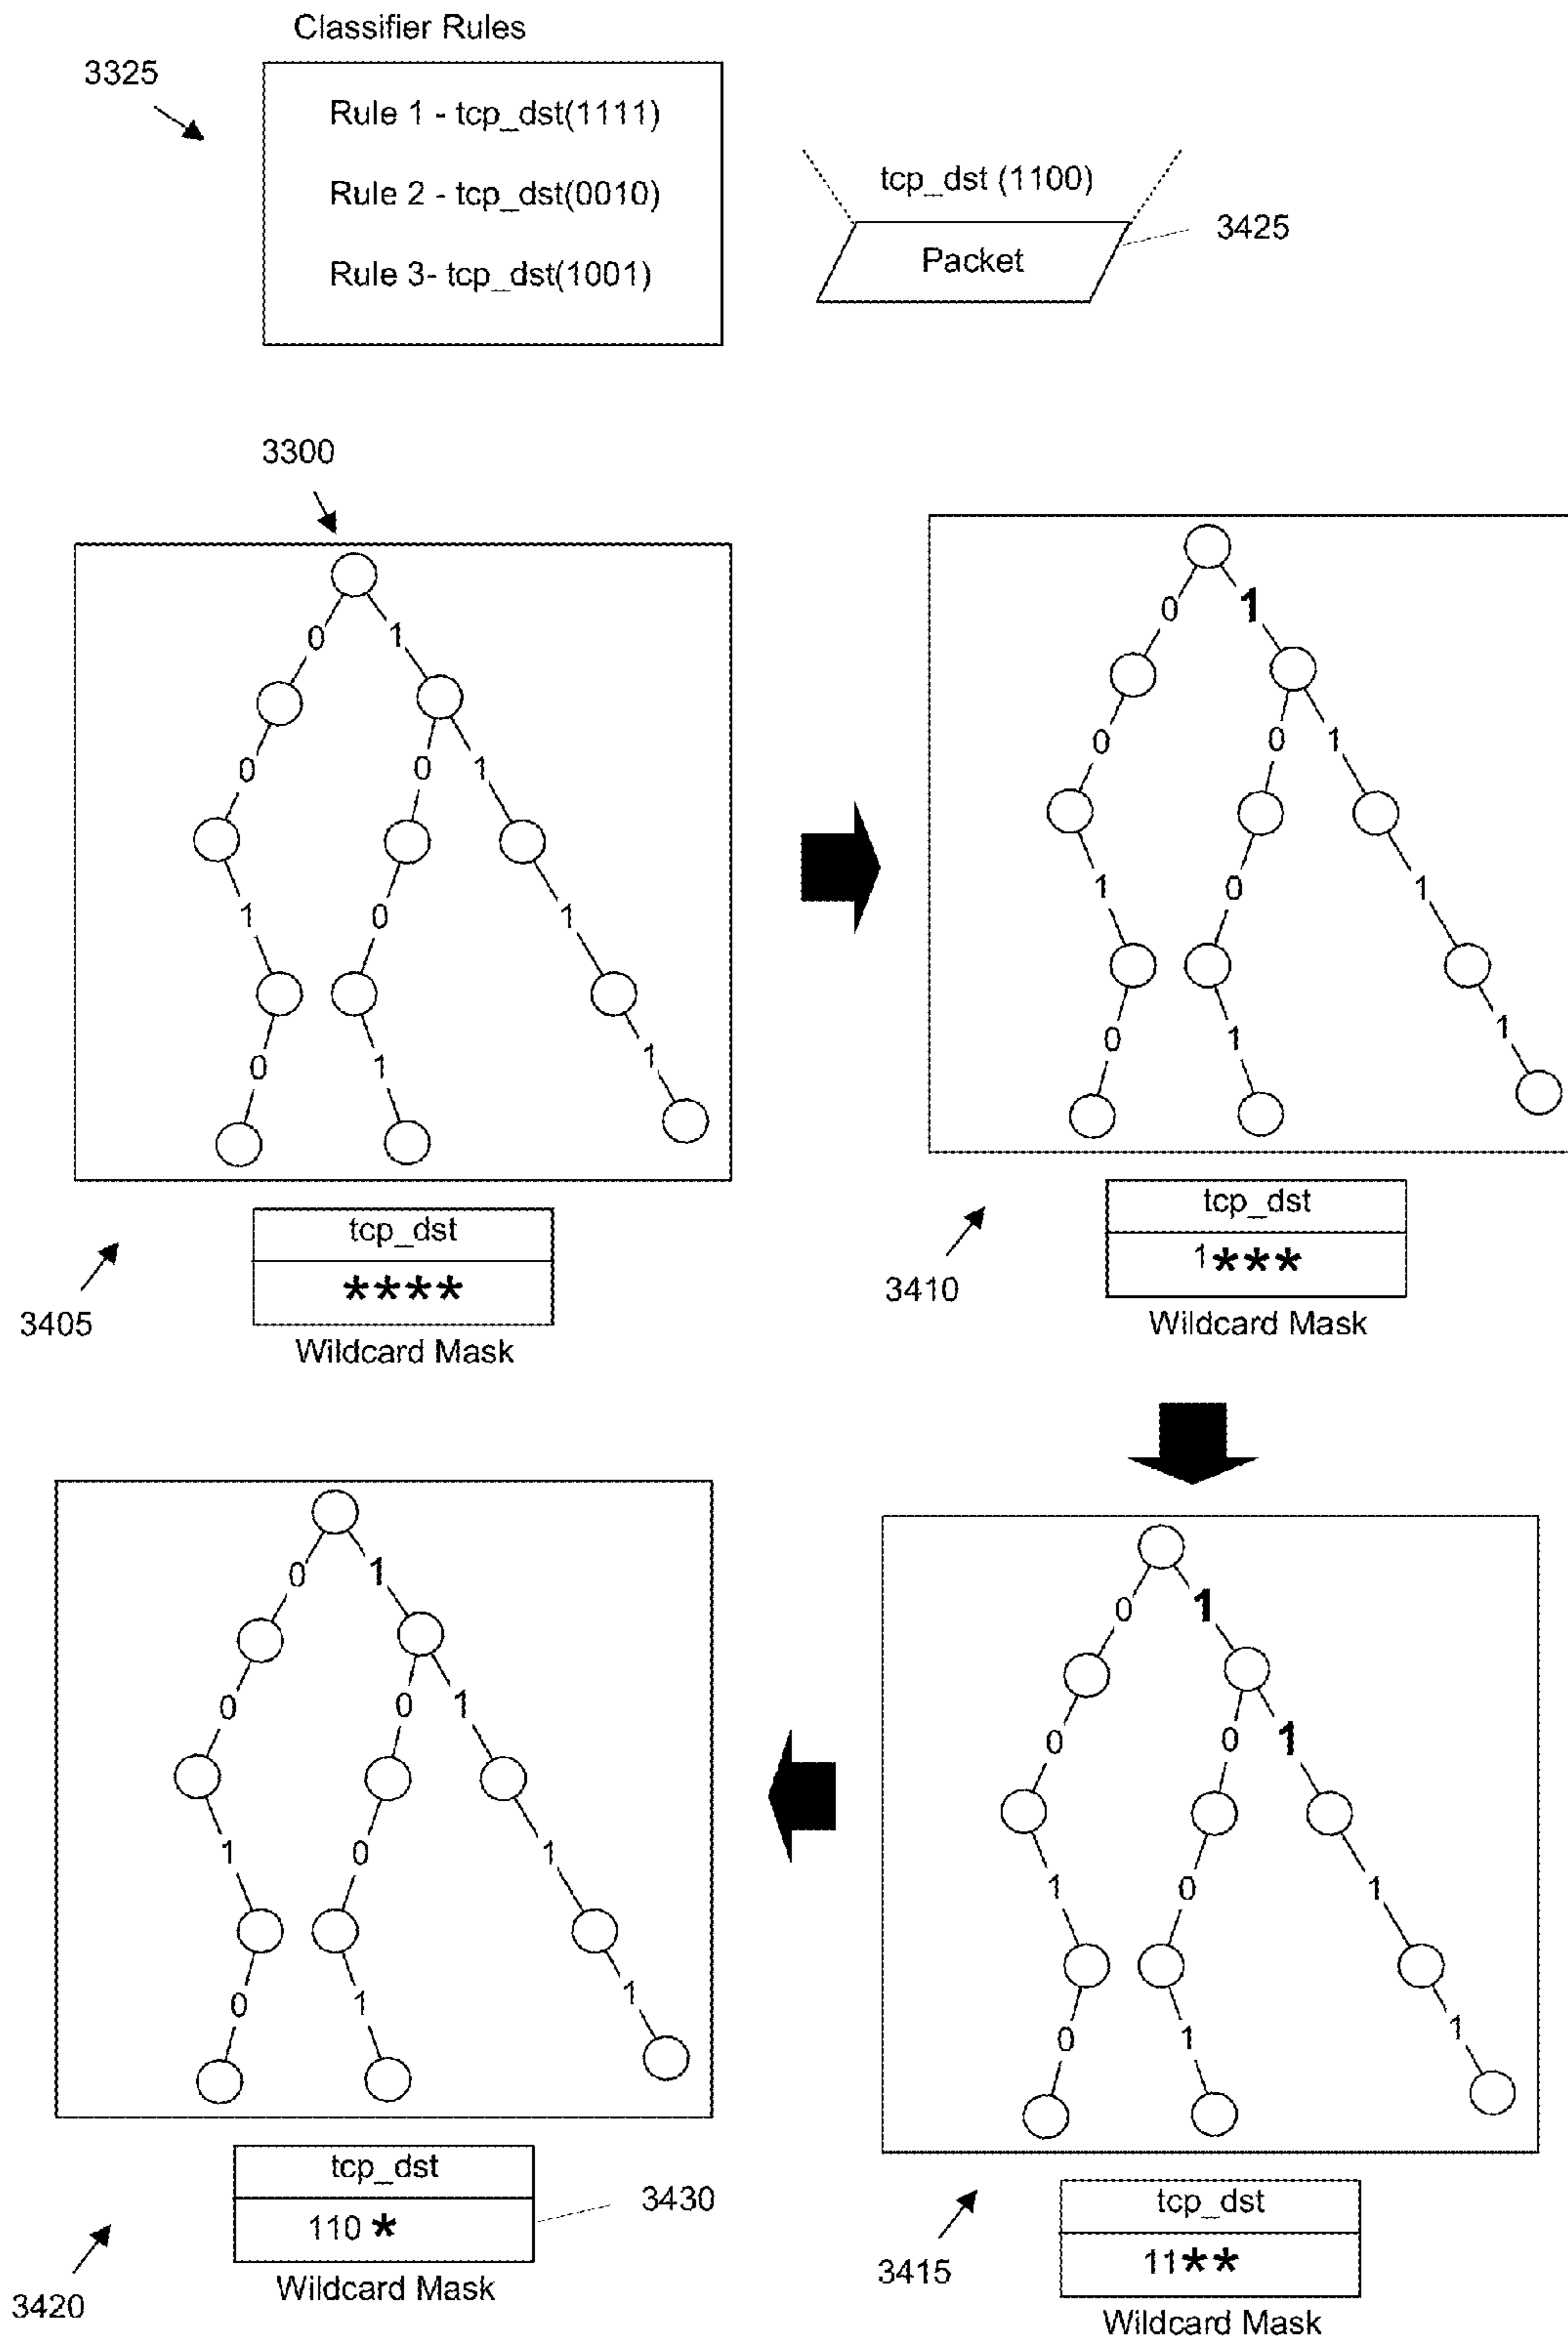 Classifier Rules
3325
Rule 1 - tcp_dst(1111)
Rule 2 - tcp_dst(0010)
Rule 3- tcp_dst(1001)
tcp_dst (1100)
Packet
3425
3300
0 1
0 0 1
1 0 1
0 1 1
tcp_dst
****
Wildcard Mask
3405
0 1
0 0 1
1 0 1
0 1 1
tcp_dst
1***
Wildcard Mask
3410
0 1
0 0 1
1 0 1
0 1 1
tcp_dst
11**
Wildcard Mask
3415
0 1
0 0 1
1 0 1
0 1 1
tcp_dst
110 *
3430
Wildcard Mask
3420